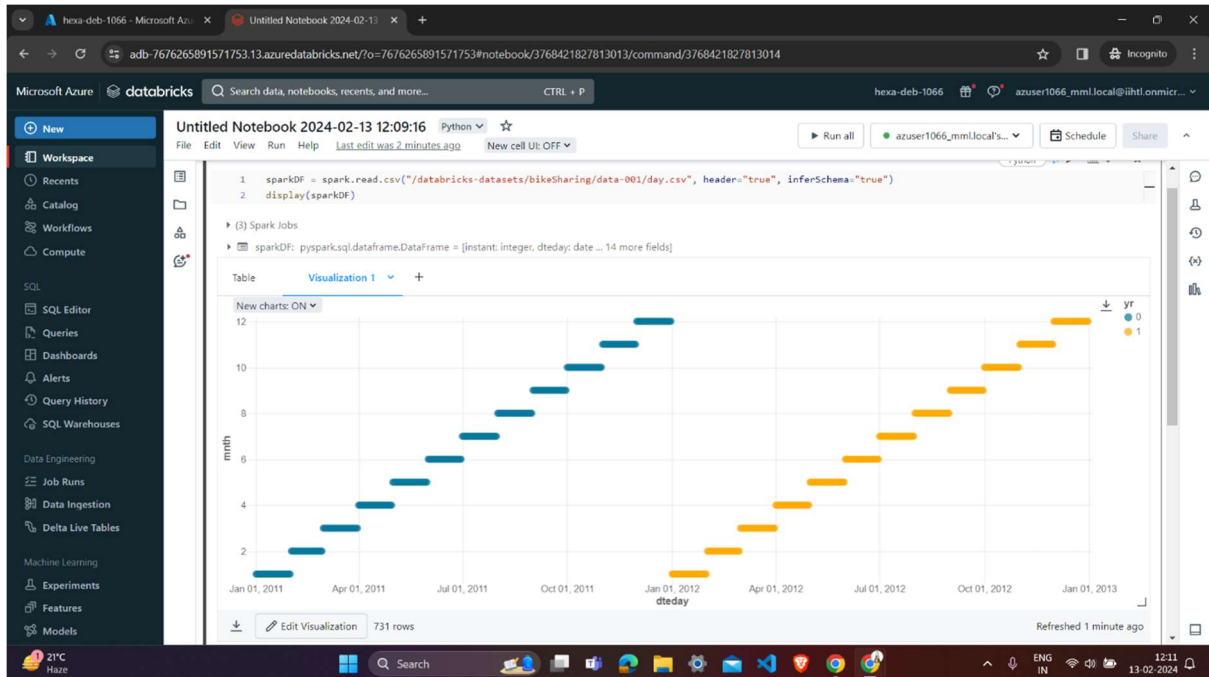 hexa-deb-1066 - Microsoft Azu
Untitled Notebook 2024-02-13
adb-7676265891571753.13.azuredatabricks.net/?o=7676265891571753#notebook/3768421827813013/command/3768421827813014
Incognito
Microsoft Azure databricks
Search data, notebooks, recents, and more... CTRL + P
hexa-deb-1066
azuser1066_mml.local@iihtl.onmicr...
New
Workspace
Recents
Catalog
Workflows
Compute
SQL
SQL Editor
Queries
Dashboards
Alerts
Query History
SQL Warehouses
Data Engineering
Job Runs
Data Ingestion
Delta Live Tables
Machine Learning
Experiments
Features
Models
Untitled Notebook 2024-02-13 12:09:16 Python
File Edit View Run Help Last edit was 2 minutes ago New cell UI: OFF
Run all
azuser1066_mml.local's...
Schedule
Share
1 sparkDF = spark.read.csv("/databricks-datasets/bikeSharing/data-001/day.csv", header="true", inferSchema="true")
2 display(sparkDF)
(3) Spark Jobs
sparkDF: pyspark.sql.dataframe.DataFrame = [instant: integer, dteday: date ... 14 more fields]
Table Visualization 1 +
New charts: ON
yr
0
1
12
10
8
6
4
2
mnth
Jan 01, 2011 Apr 01, 2011 Jul 01, 2011 Oct 01, 2011 Jan 01, 2012 Apr 01, 2012 Jul 01, 2012 Oct 01, 2012 Jan 01, 2013
dteday
Edit Visualization 731 rows
Refreshed 1 minute ago
21°C
Haze
Search
ENG
IN
12:11
13-02-2024